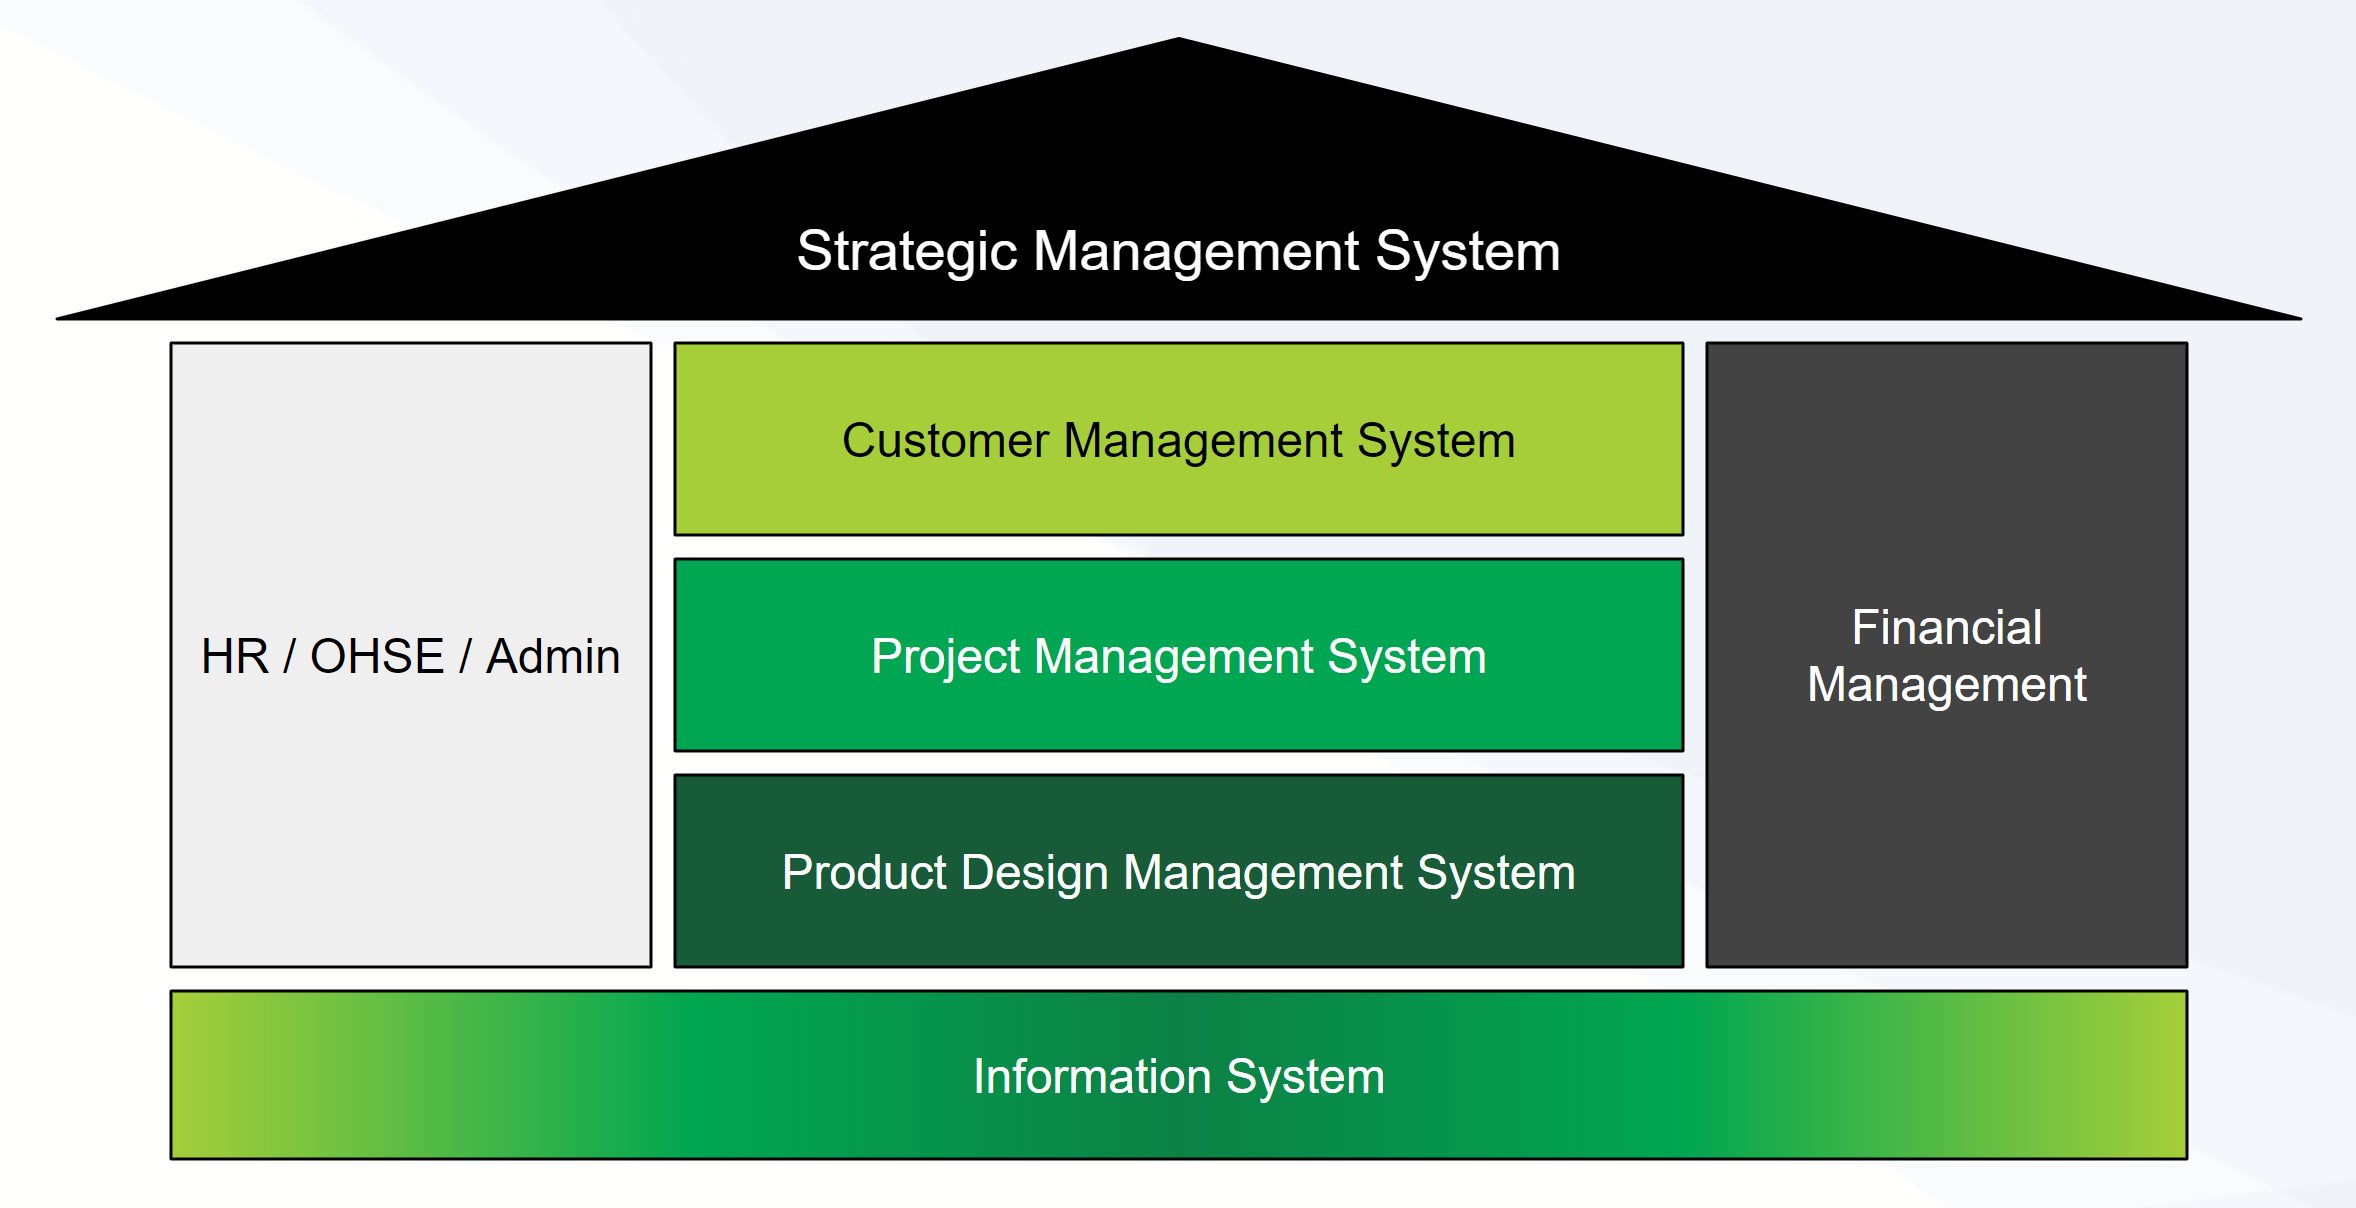 Strategic Management System
Customer Management System
HR / OHSE / Admin
Project Management System
Financial
Management
Product Design Management System
Information System